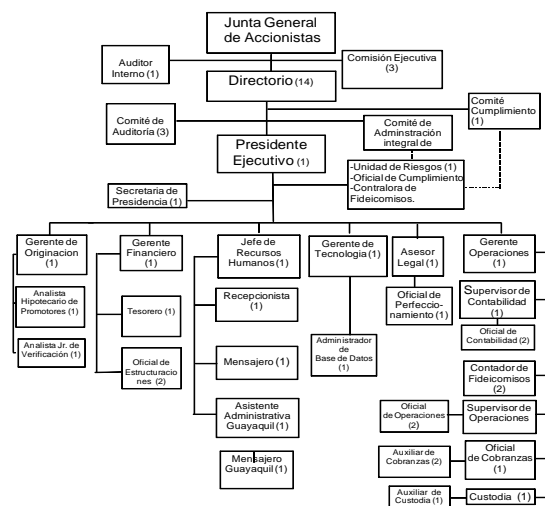 Junta General
de Accionistas
Auditor
Interno (1)
Comisión Ejecutiva
(3)
Directorio (14)
Comité
Cumplimiento
(1)
Comité de
Auditoría (3)
Comité de
Adminstración
integral de
Presidente
Ejecutivo (1)
-Unidad de Riesgos (1)
-Oficial de Cumplimiento
-Contralora de
Fideicomisos.
Secretaria de
Presidencia (1)
Gerente de
Originacion
(1)
Gerente
Financiero
(1)
Jefe de
Recursos
Humanos (1)
Gerente de
Tecnologia (1)
Asesor
Legal (1)
Gerente
Operaciones
(1)
Analista
Hipotecario de
Promotores (1)
Tesorero (1)
Recepcionista
(1)
Oficial de
Perfeccio-
namiento (1)
Supervisor de
Contabilidad
(1)
Oficial de
Contabilidad (2)
Analista Jr. de
Verificación (1)
Oficial de
Estructuracio
nes (2)
Mensajero (1)
Administrador
de
Base de Datos
(1)
Contador de
Fideicomisos
(2)
Asistente
Administrativa
Guayaquil (1)
Oficial
de Operaciones
(2)
Supervisor de
Operaciones
Mensajero
Guayaquil (1)
Auxiliar de
Cobranzas (2)
Oficial
de Cobranzas
(1)
Auxiliar de
Custodia (1)
Custodia (1)